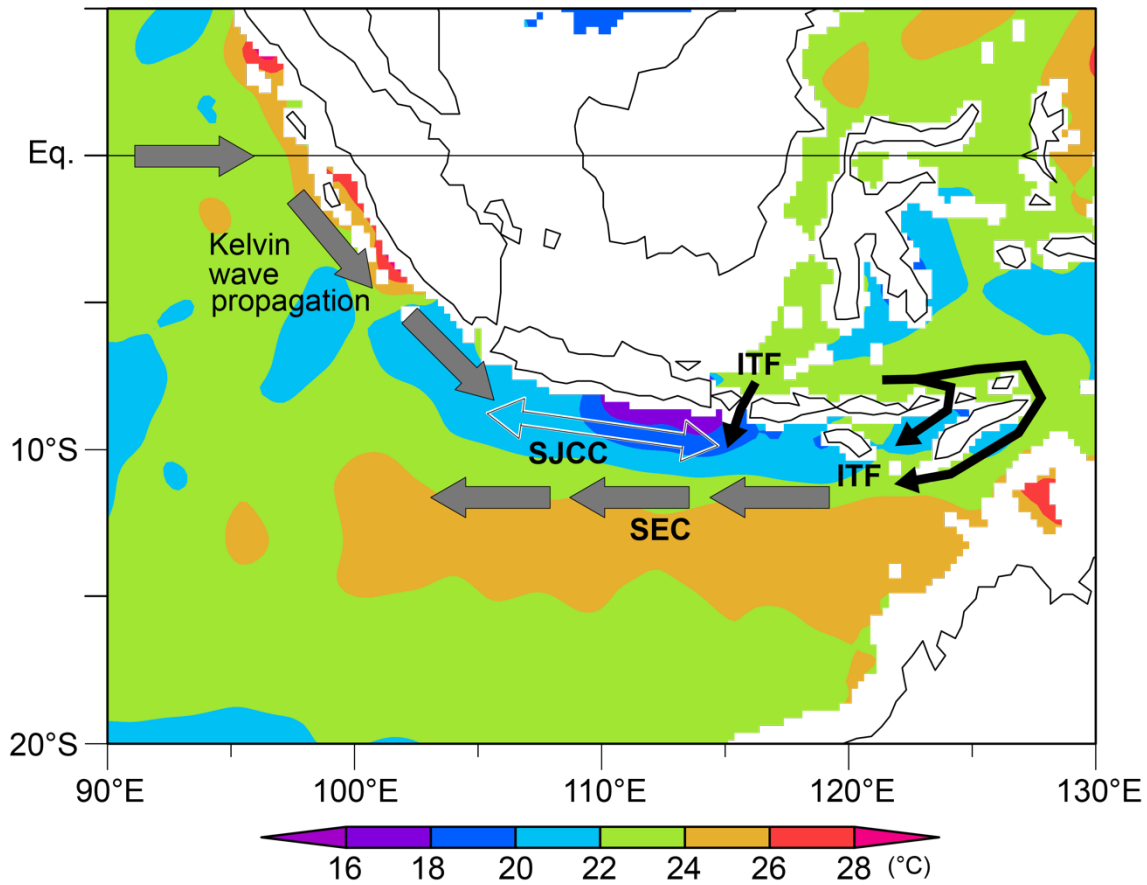 Eq.
Kelvin
wave
propagation
ITF
SJCC
10°S
ITF
SEC
20°S
90°E 100°E 110°E 120°E 130°E
16 18 20 22 24 26 28 (°C)